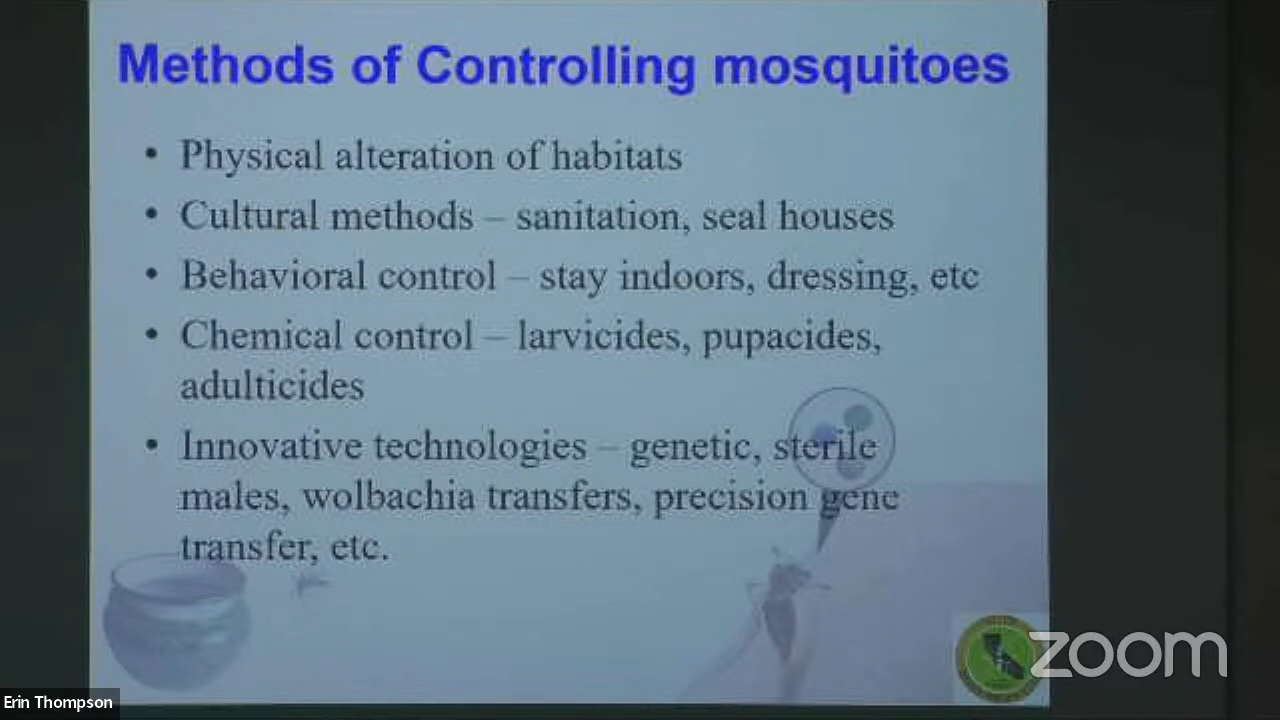 Methods of Controlling mosquitoes
• Physical alteration of habitats
• Cultural methods – sanitation, seal houses
• Behavioral control – stay indoors, dressing, etc
• Chemical control – larvicides, pupacides,
adulticides
• Innovative technologies – genetic, sterile
males, wolbachia transfers, precision gene
transfer, etc.
zoom
Erin Thompson